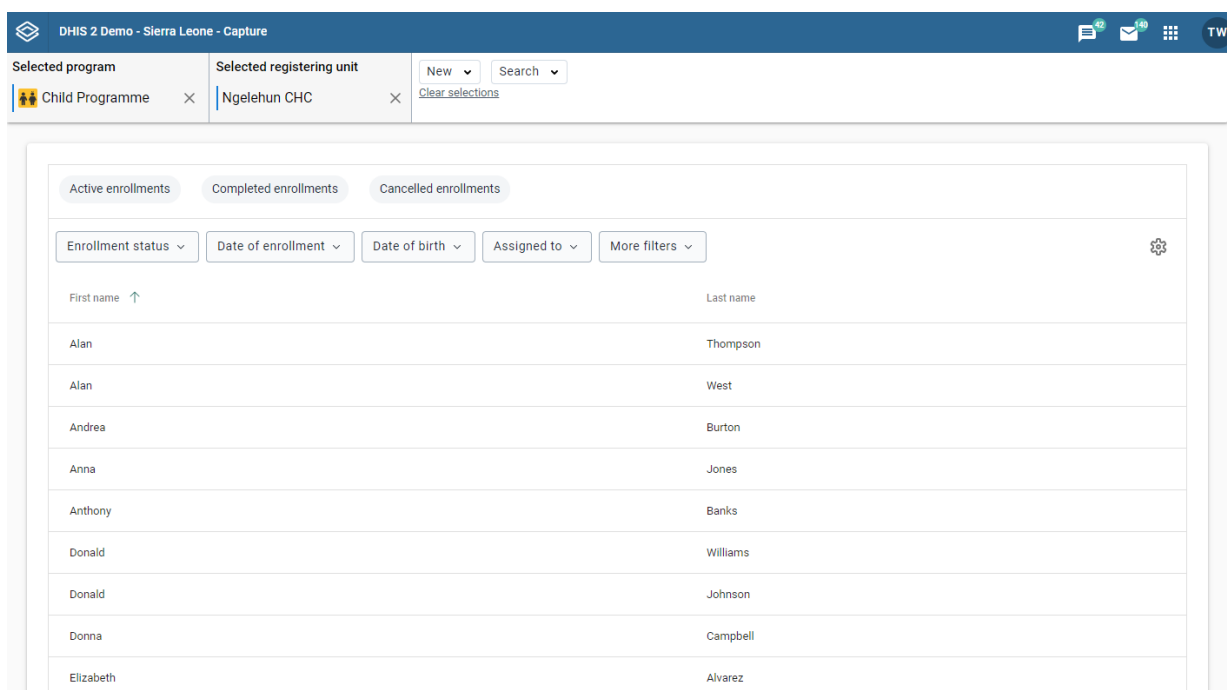 DHIS 2 Demo - Sierra Leone - Capture
42
140
TW
Selected program
Selected registering unit
New
Search
Child Programme
Ngelehun CHC
Clear selections
Active enrollments
Completed enrollments
Cancelled enrollments
Enrollment status
Date of enrollment
Date of birth
Assigned to
More filters
First name Last name
Alan Thompson
Alan West
Andrea Burton
Anna Jones
Anthony Banks
Donald Williams
Donald Johnson
Donna Campbell
Elizabeth Alvarez